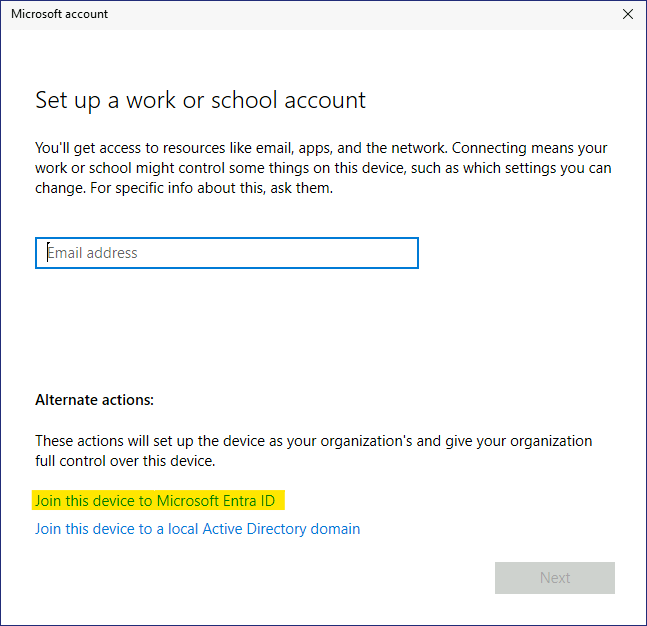 Microsoft account
Set up a work or school account
You'll get access to resources like email, apps, and the network. Connecting means your
work or school might control some things on this device, such as which settings you can
change. For specific info about this, ask them.
Email address
Alternate actions:
These actions will set up the device as your organization's and give your organization
full control over this device.
Join this device to Microsoft Entra ID
Join this device to a local Active Directory domain
Next